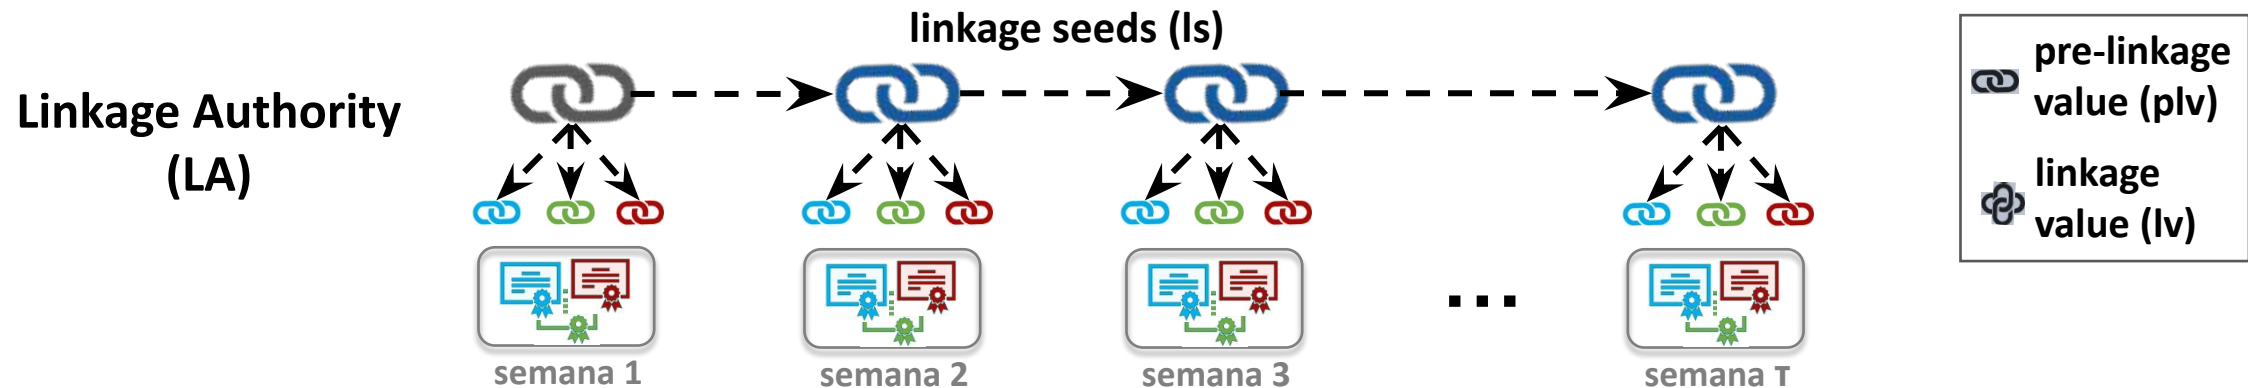 linkage seeds (ls)
Linkage Authority
(LA)
pre-linkage
value (plv)
linkage
value (lv)
...
semana 1
semana 2
semana 3
semana τ